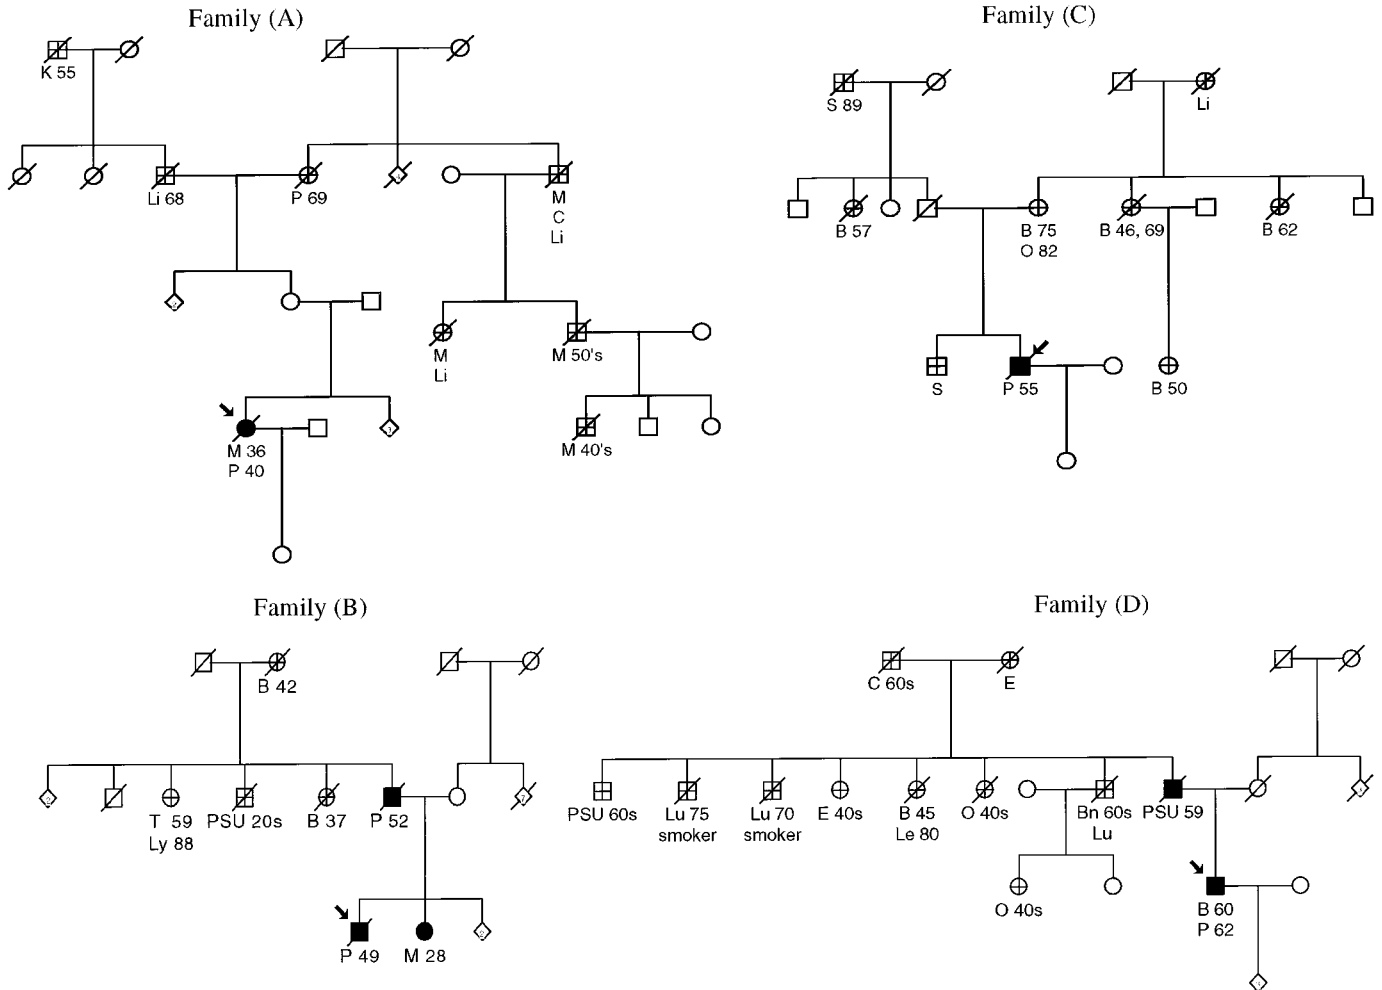 Family (A)
K 55
Li 68
P 69
M
C
Li
M
Li
M 50's
M 36
P 40
M 40's
Family (C)
S 89
Li
B 57
B 75
O 82
B 46, 69
B 62
S
P 55
B 50
Family (B)
B 42
T 59
Ly 88
PSU 20s
B 37
P 52
7
P 49
M 28
2
Family (D)
C 60s
E
PSU 60s
Lu 75
smoker
Lu 70
smoker
E 40s
B 45
Le 80
O 40s
Bn 60s
Lu
PSU 59
O 40s
B 60
P 62